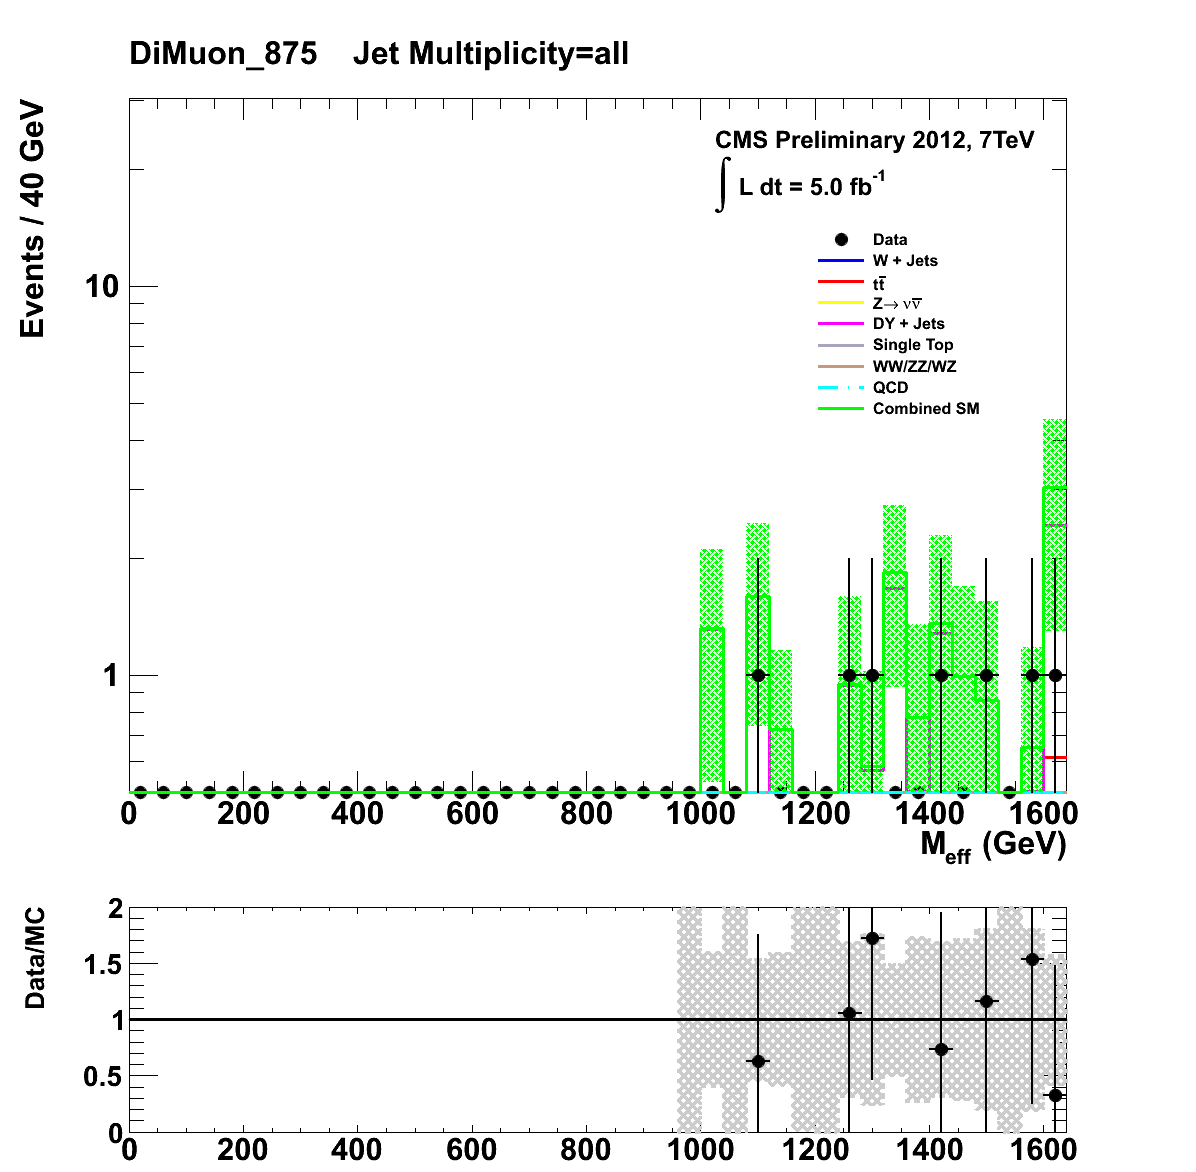 DiMuon_875 Jet Multiplicity=all
Events / 40 GeV
CMS Preliminary 2012, 7TeV
∫ L dt = 5.0 fb⁻¹
Data
W + Jets
tt̅
Z→ νν̅
DY + Jets
Single Top
WW/ZZ/WZ
QCD
Combined SM
10
1
0 200 400 600 800 1000 1200 1400 1600
M_eff (GeV)
Data/MC
2
1.5
1
0.5
0
0 200 400 600 800 1000 1200 1400 1600